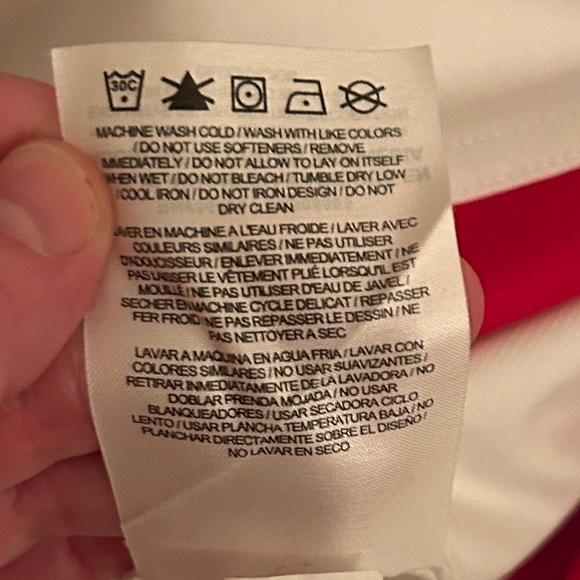 30C
MACHINE WASH COLD / WASH WITH LIKE COLORS
/ DO NOT USE SOFTENERS / REMOVE
MMEDIATELY / DO NOT ALLOW TO LAY ON ITSELF
WHEN WET / DO NOT BLEACH / TUMBLE DRY LOW
/ COOL IRON / DO NOT IRON DESIGN / DO NOT
DRY CLEAN
AVER EN MACHINE A L'EAU FROIDE / LAVER AVEC
COULEURS SIMILAIRES / NE PAS UTILISER
D'ADOUCISSEUR / ENLEVER IMMEDIATEMENT / NE
PAS LAISSER LE VÊTEMENT PLIÉ LORSQU'IL EST
MOUILLÉ / NE PAS UTILISER D'EAU DE JAVEL /
SECHER EN MACHINE CYCLE DELICAT / REPASSER
FER FROID NE PAS REPASSER LE DESSIN / NE
PAS NETTOYER A SEC
LAVAR A MAQUINA EN AGUA FRIA / LAVAR CON
COLORES SIMILARES / NO USAR SUAVIZANTES /
RETIRAR INMEDIATAMENTE DE LA LAVADORA / NO
DOBLAR PRENDA MOJADA / NO USAR
BLANQUEADORES / USAR SECADORA CICLO
LENTO / USAR PLANCHA TEMPERATURA BAJA / NO
PLANCHAR DIRECTAMENTE SOBRE EL DISEÑO /
NO LAVAR EN SECO